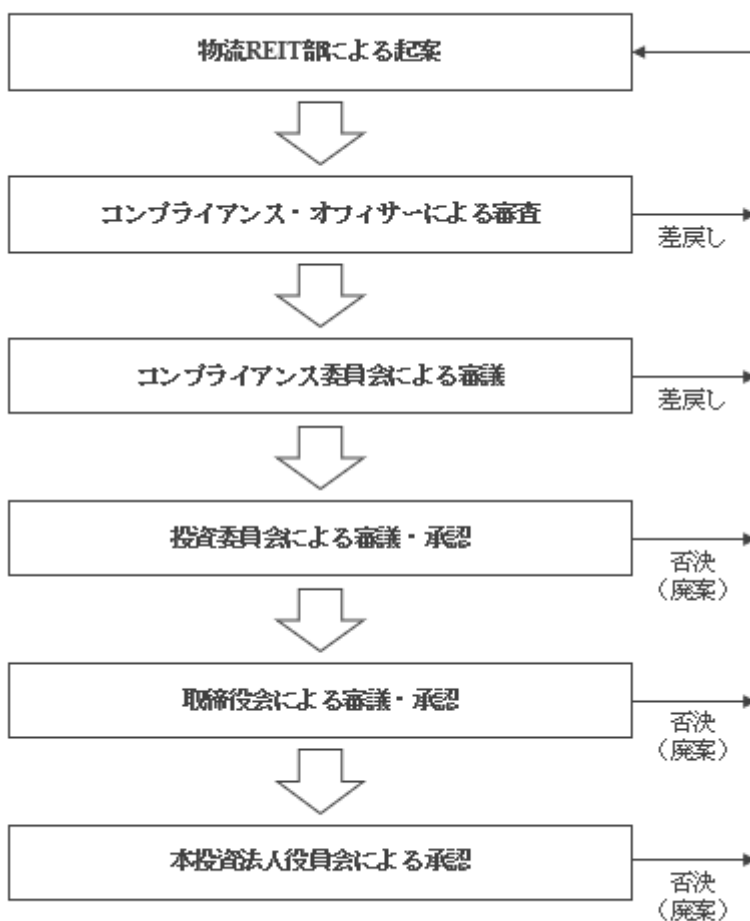 物流REIT部による起案
コンプライアンス・オフィサーによる審査
差戻し
コンプライアンス委員会による審議
差戻し
投資委員会による審議・承認
否決
（廃案）
取締役会による審議・承認
否決
（廃案）
本投資法人役員会による承認
否決
（廃案）